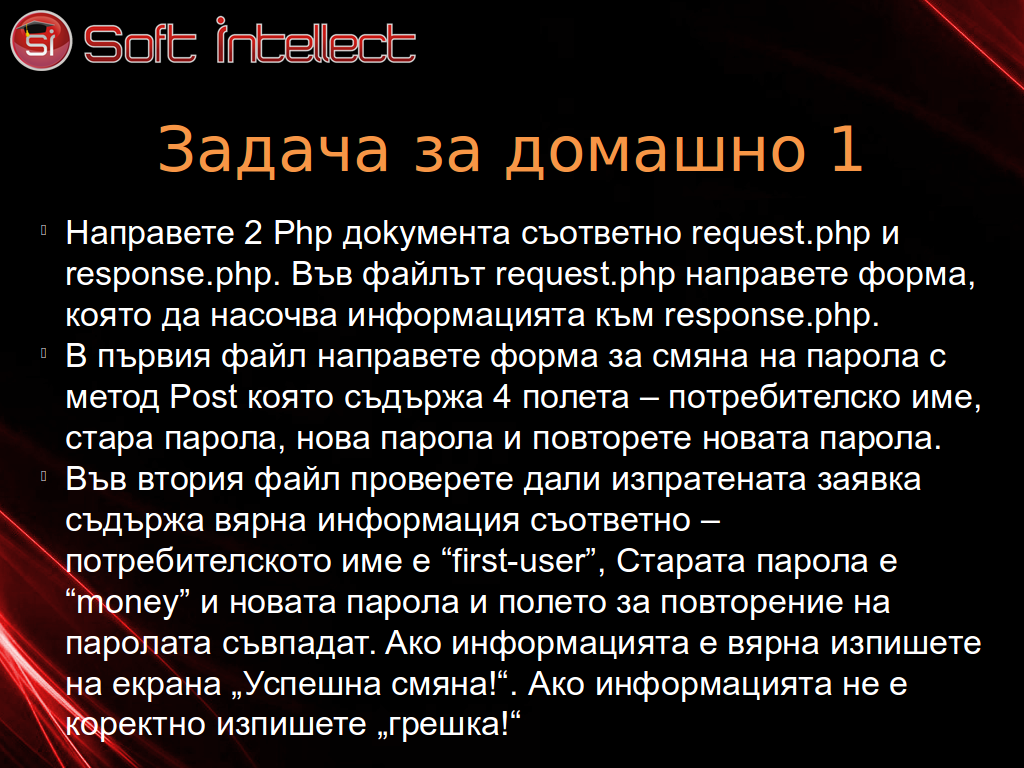 Si Soft Intellect
Задача за домашно 1
Направете 2 Php документа съответно request.php и
response.php. Във файлът request.php направете форма,
която да насочва информацията към response.php.
В първия файл направете форма за смяна на парола с
метод Post която съдържа 4 полета – потребителско име,
стара парола, нова парола и повторете новата парола.
Във втория файл проверете дали изпратената заявка
съдържа вярна информация съответно –
потребителското име е “first-user”, Старата парола е
“money” и новата парола и полето за повторение на
паролата съвпадат. Ако информацията е вярна изпишете
на екрана „Успешна смяна!“. Ако информацията не е
коректно изпишете „грешка!“